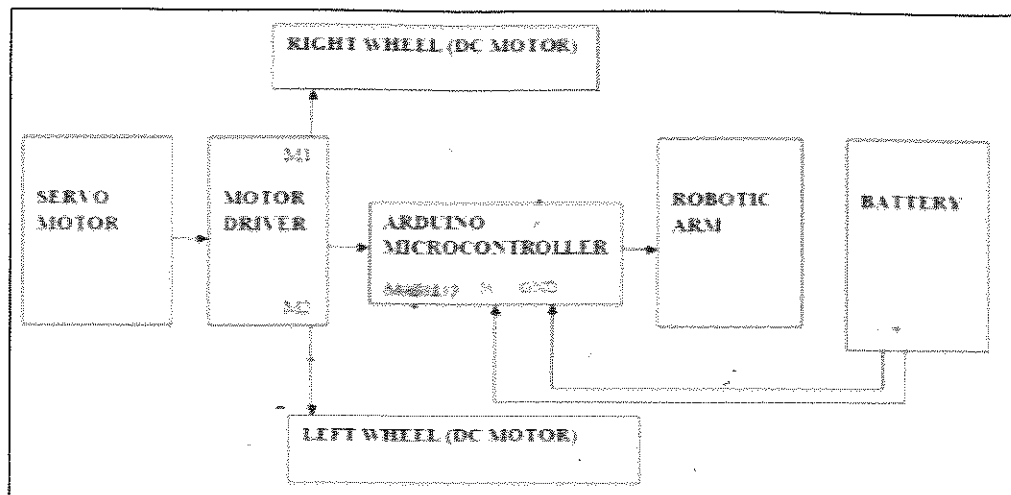 RIGHT WHEEL (DC MOTOR)
M1
SERVO
MOTOR
MOTOR
DRIVER
M2
ARDUINO
MICROCONTROLLER
GND
ROBOTIC
ARM
BATTERY
LEFT WHEEL (DC MOTOR)